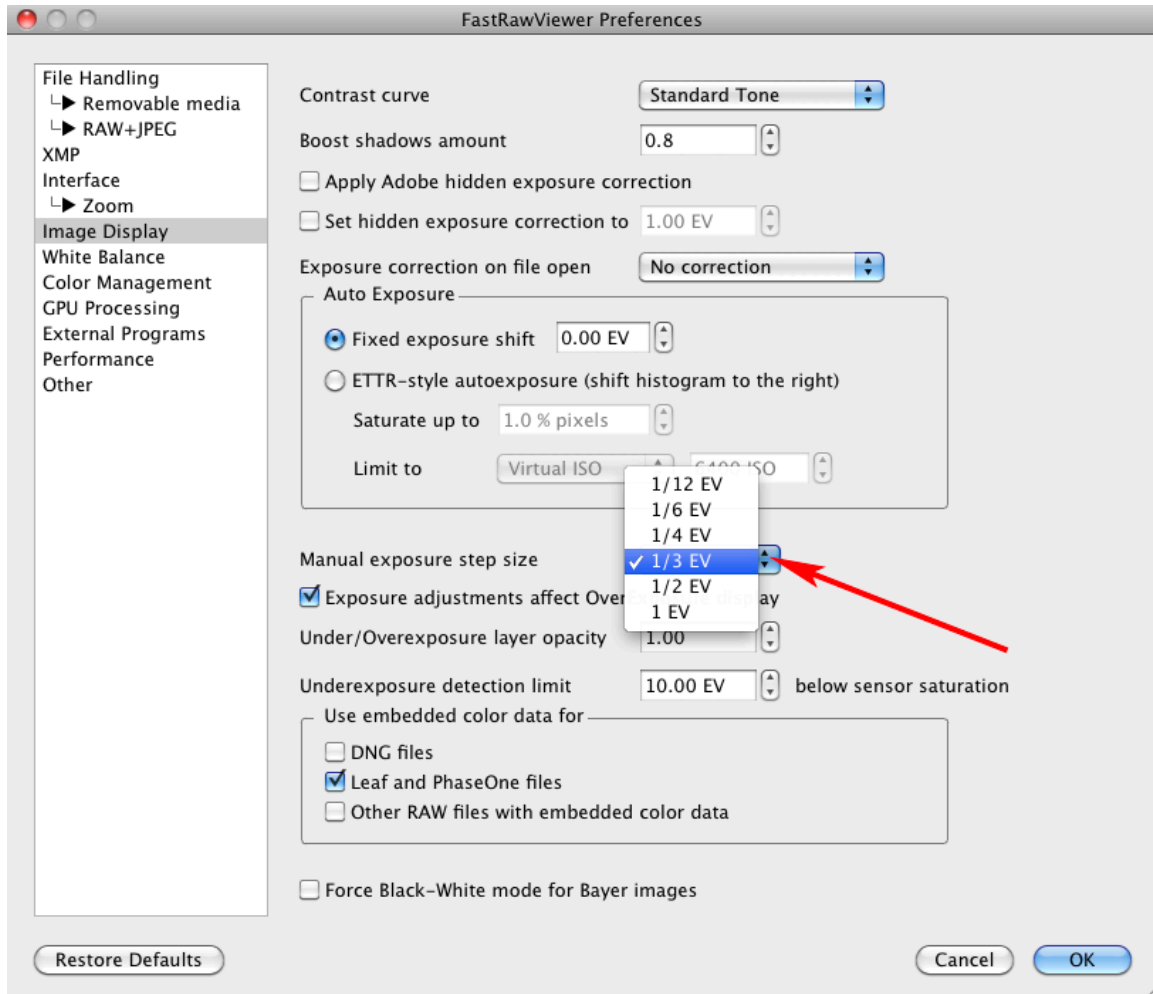 FastRawViewer Preferences
File Handling
Removable media
RAW+JPEG
XMP
Interface
Zoom
Image Display
White Balance
Color Management
GPU Processing
External Programs
Performance
Other
Contrast curve Standard Tone
Boost shadows amount 0.8
Apply Adobe hidden exposure correction
Set hidden exposure correction to 1.00 EV
Exposure correction on file open No correction
Auto Exposure
Fixed exposure shift 0.00 EV
ETTR-style autoexposure (shift histogram to the right)
Saturate up to 1.0 % pixels
Limit to Virtual ISO 6400 ISO
1/12 EV
1/6 EV
1/4 EV
Manual exposure step size ✓ 1/3 EV
1/2 EV
Exposure adjustments affect Over display
1 EV
Under/Overexposure layer opacity 1.00
Underexposure detection limit 10.00 EV below sensor saturation
Use embedded color data for
DNG files
Leaf and PhaseOne files
Other RAW files with embedded color data
Force Black-White mode for Bayer images
Restore Defaults Cancel OK